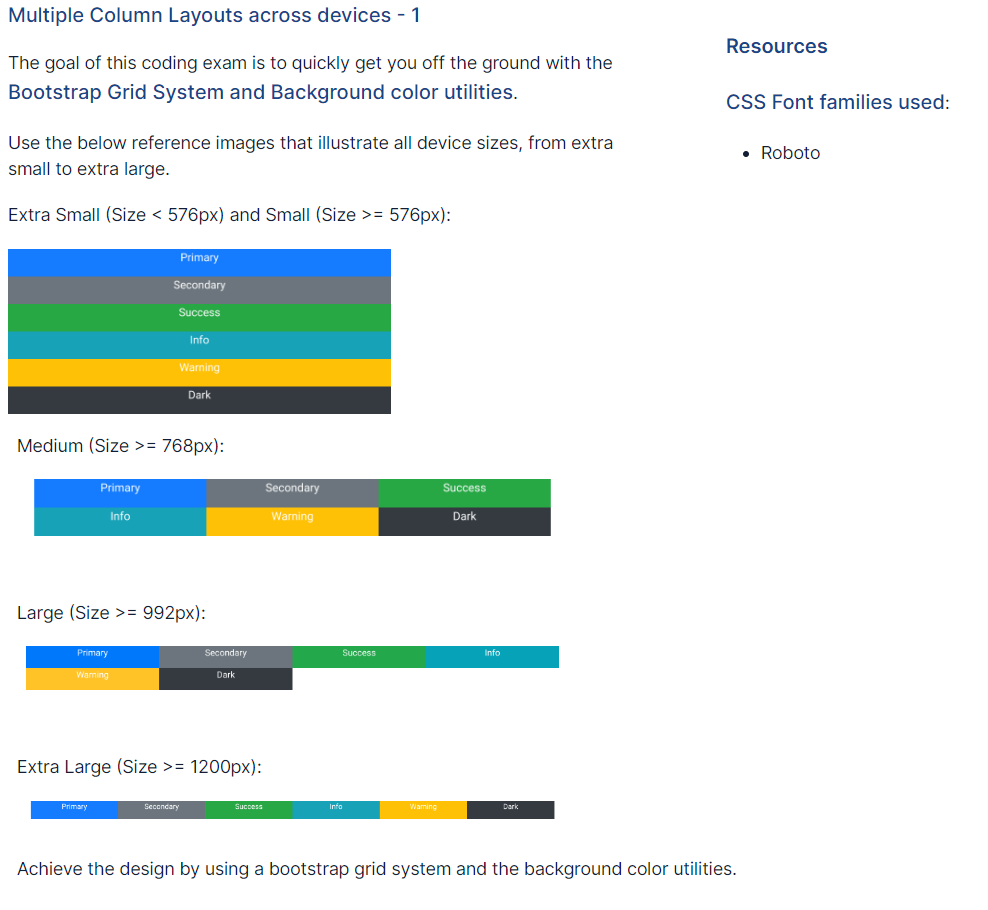 Multiple Column Layouts across devices - 1
The goal of this coding exam is to quickly get you off the ground with the
Bootstrap Grid System and Background color utilities.
Use the below reference images that illustrate all device sizes, from extra
small to extra large.
Extra Small (Size < 576px) and Small (Size >= 576px):
Primary
Secondary
Success
Info
Warning
Dark
Medium (Size >= 768px):
Primary Secondary Success
Info Warning Dark
Large (Size >= 992px):
Primary Secondary Success Info
Warning Dark
Extra Large (Size >= 1200px):
Primary Secondary Success Info Warning Dark
Achieve the design by using a bootstrap grid system and the background color utilities.
Resources
CSS Font families used:
• Roboto